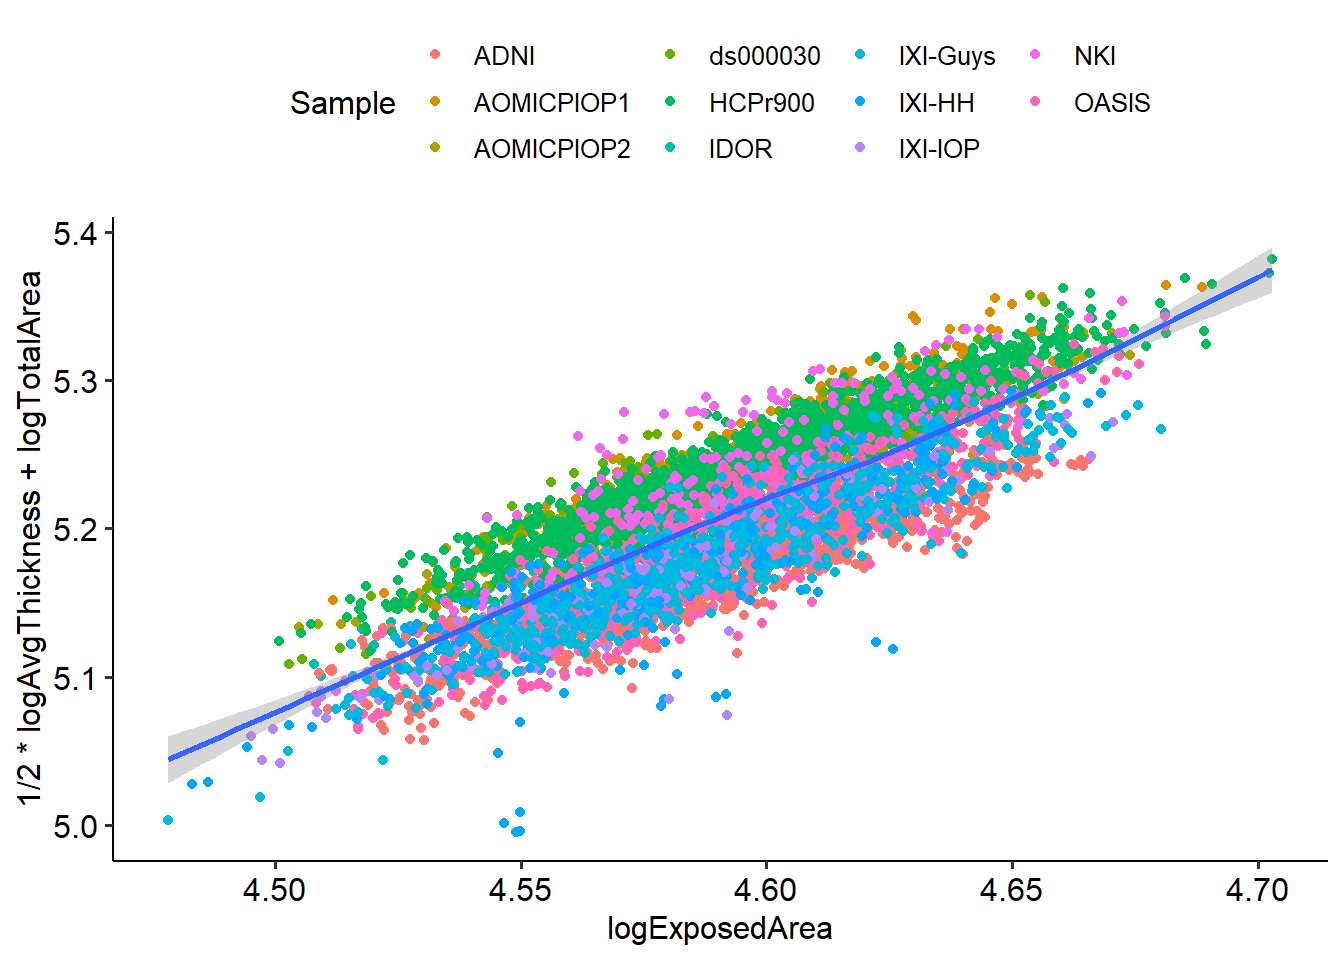 ADNI ds000030 IXI-Guys NKI
Sample AOMICPIOP1 HCPr900 IXI-HH OASIS
AOMICPIOP2 IDOR IXI-IOP
1/2 * logAvgThickness + logTotalArea
5.4
5.3
5.2
5.1
5.0
4.50 4.55 4.60 4.65 4.70
logExposedArea